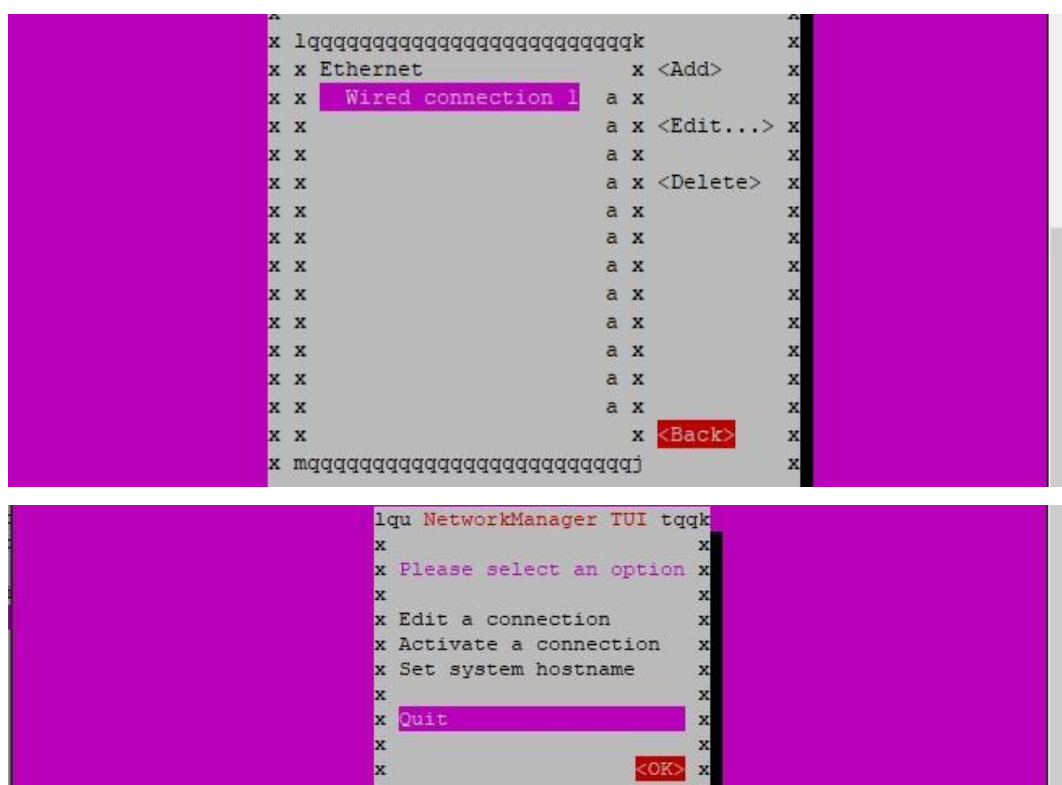 x lqqqqqqqqqqqqqqqqqqqqqqqqqk x
x x Ethernet x <Add> x
x x Wired connection 1 a x x
x x a x <Edit...> x
x x a x x
x x a x <Delete> x
x x a x x
x x a x x
x x a x x
x x a x x
x x a x x
x x a x x
x x a x x
x x a x x
x x x <Back> x
x mqqqqqqqqqqqqqqqqqqqqqqqqqj x
lqu NetworkManager TUI tqqk
x x
x Please select an option x
x x
x Edit a connection x
x Activate a connection x
x Set system hostname x
x x
x Quit x
x x
x <OK> x